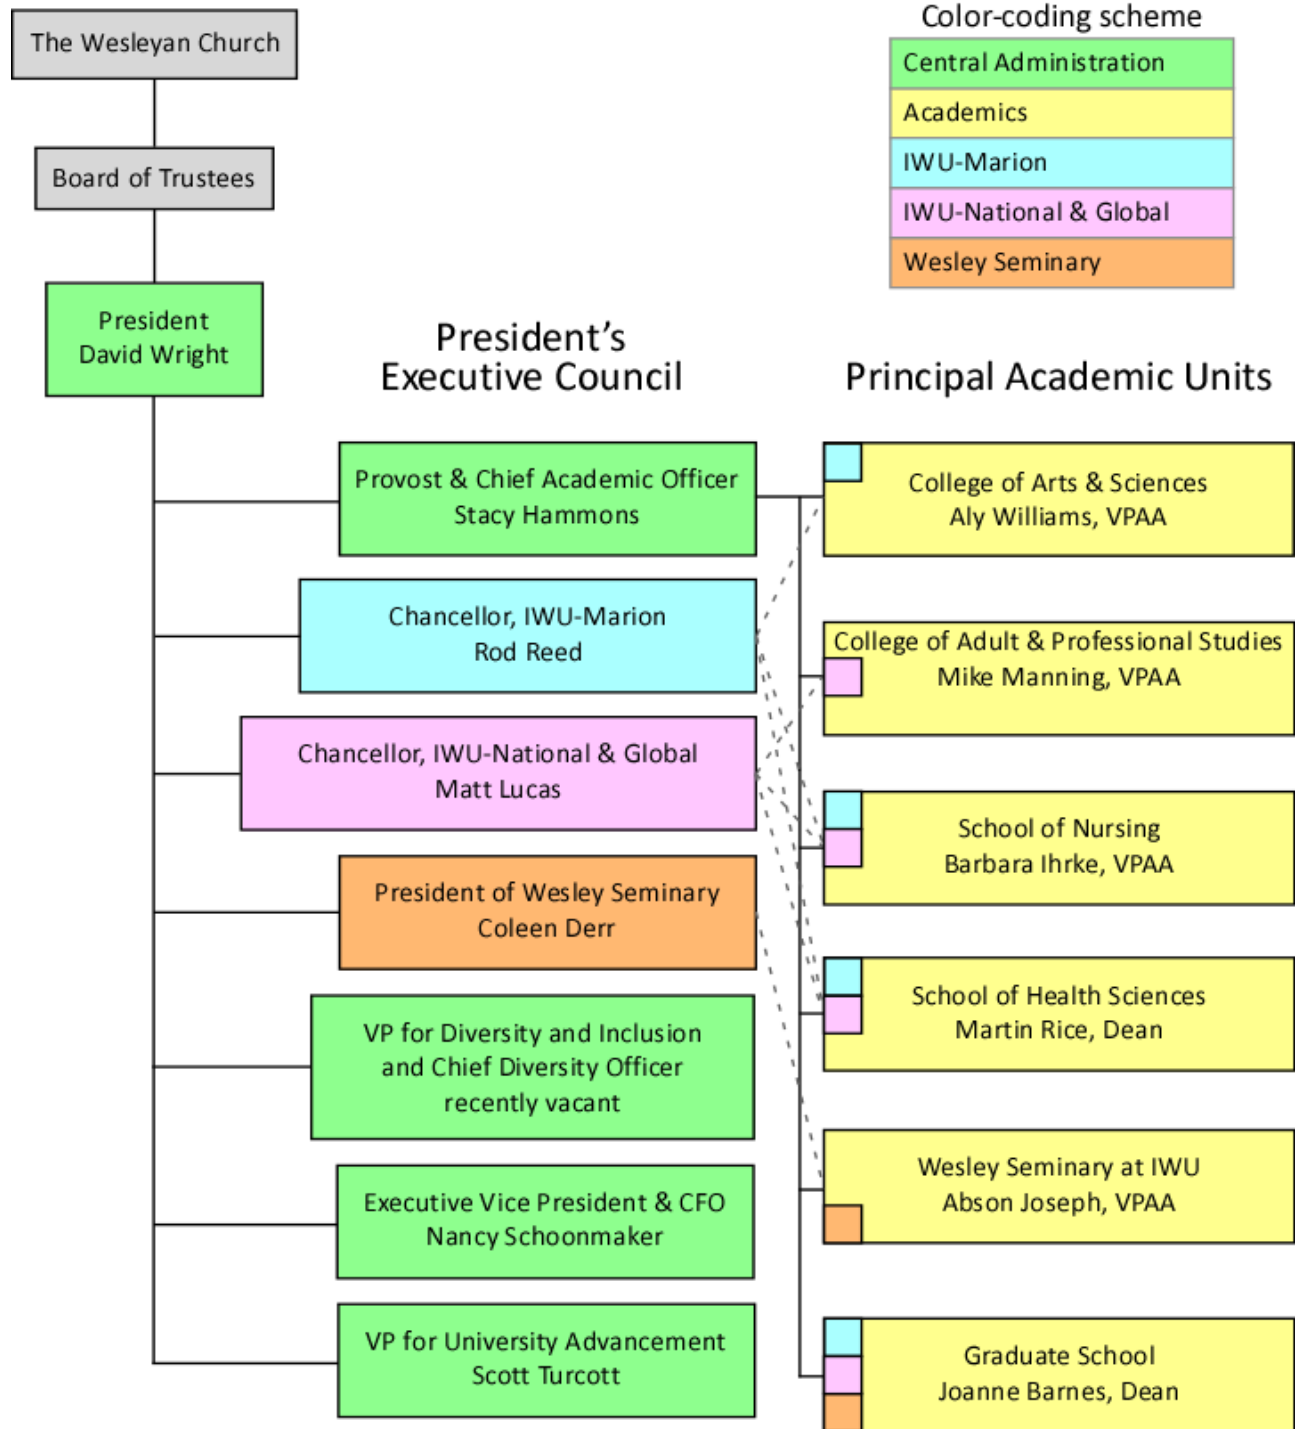 The Wesleyan Church
Board of Trustees
President
David Wright
Color-coding scheme
Central Administration
Academics
IWU-Marion
IWU-National & Global
Wesley Seminary
President’s
Executive Council
Provost & Chief Academic Officer
Stacy Hammons
Chancellor, IWU-Marion
Rod Reed
Chancellor, IWU-National & Global
Matt Lucas
President of Wesley Seminary
Coleen Derr
VP for Diversity and Inclusion
and Chief Diversity Officer
recently vacant
Executive Vice President & CFO
Nancy Schoonmaker
VP for University Advancement
Scott Turcott
Principal Academic Units
College of Arts & Sciences
Aly Williams, VPAA
College of Adult & Professional Studies
Mike Manning, VPAA
School of Nursing
Barbara Ihrke, VPAA
School of Health Sciences
Martin Rice, Dean
Wesley Seminary at IWU
Abson Joseph, VPAA
Graduate School
Joanne Barnes, Dean